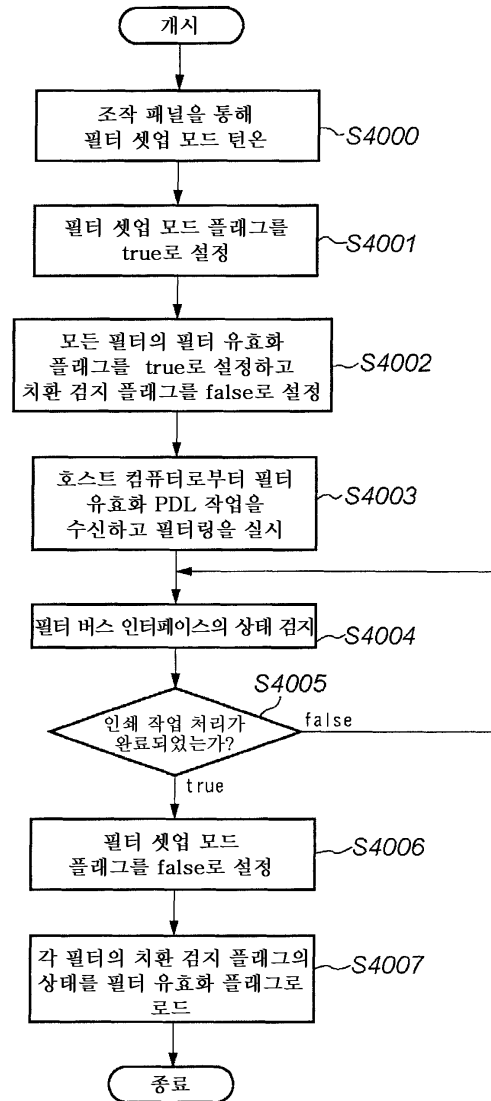 개시
조작 패널을 통해
필터 셋업 모드 턴온
S4000
필터 셋업 모드 플래그를
true로 설정
S4001
모든 필터의 필터 유효화
플래그를 true로 설정하고
치환 검지 플래그를 false로 설정
S4002
호스트 컴퓨터로부터 필터
유효화 PDL 작업을
수신하고 필터링을 실시
S4003
필터 버스 인터페이스의 상태 검지
S4004
S4005
인쇄 작업 처리가
완료되었는가?
false
true
필터 셋업 모드
플래그를 false로 설정
S4006
각 필터의 치환 검지 플래그의
상태를 필터 유효화 플래그로
로드
S4007
종료